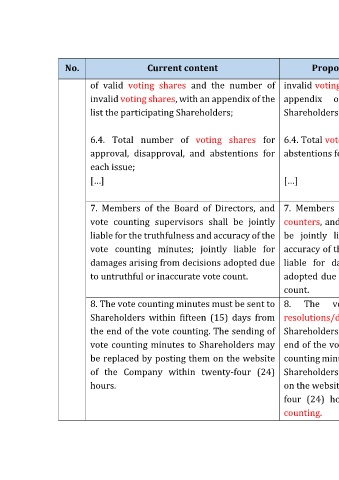 No. Current content Propo
of valid voting shares and the number of
invalid voting shares, with an appendix of the
list the participating Shareholders;
6.4. Total number of voting shares for
approval, disapproval, and abstentions for
each issue;
[...]
invalid voting
appendix o
Shareholders
6.4. Total vot
abstentions fo
[...]
7. Members of the Board of Directors, and
vote counting supervisors shall be jointly
liable for the truthfulness and accuracy of the
vote counting minutes; jointly liable for
damages arising from decisions adopted due
to untruthful or inaccurate vote count.
7. Members
counters, and
be jointly li
accuracy of th
liable for da
adopted due
count.
8. The vote counting minutes must be sent to
Shareholders within fifteen (15) days from
the end of the vote counting. The sending of
vote counting minutes to Shareholders may
be replaced by posting them on the website
of the Company within twenty-four (24)
hours.
8. The vo
resolutions/d
Shareholders
end of the vo
counting minu
Shareholders
on the websit
four (24) ho
counting.